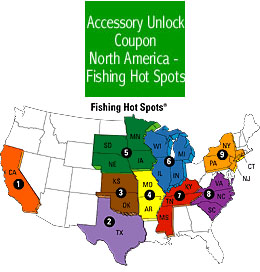 Accessory Unlock
Coupon
North America -
Fishing Hot Spots
Fishing Hot Spots®
MN
SD
WI
MI
NY
5
6
9
CT
NE
IA
PA
NJ
CA
IL
IN
1
KS
MO
VA
3
KY
8
NC
OK
4
7
TN
AR
SC
2
MS
TX